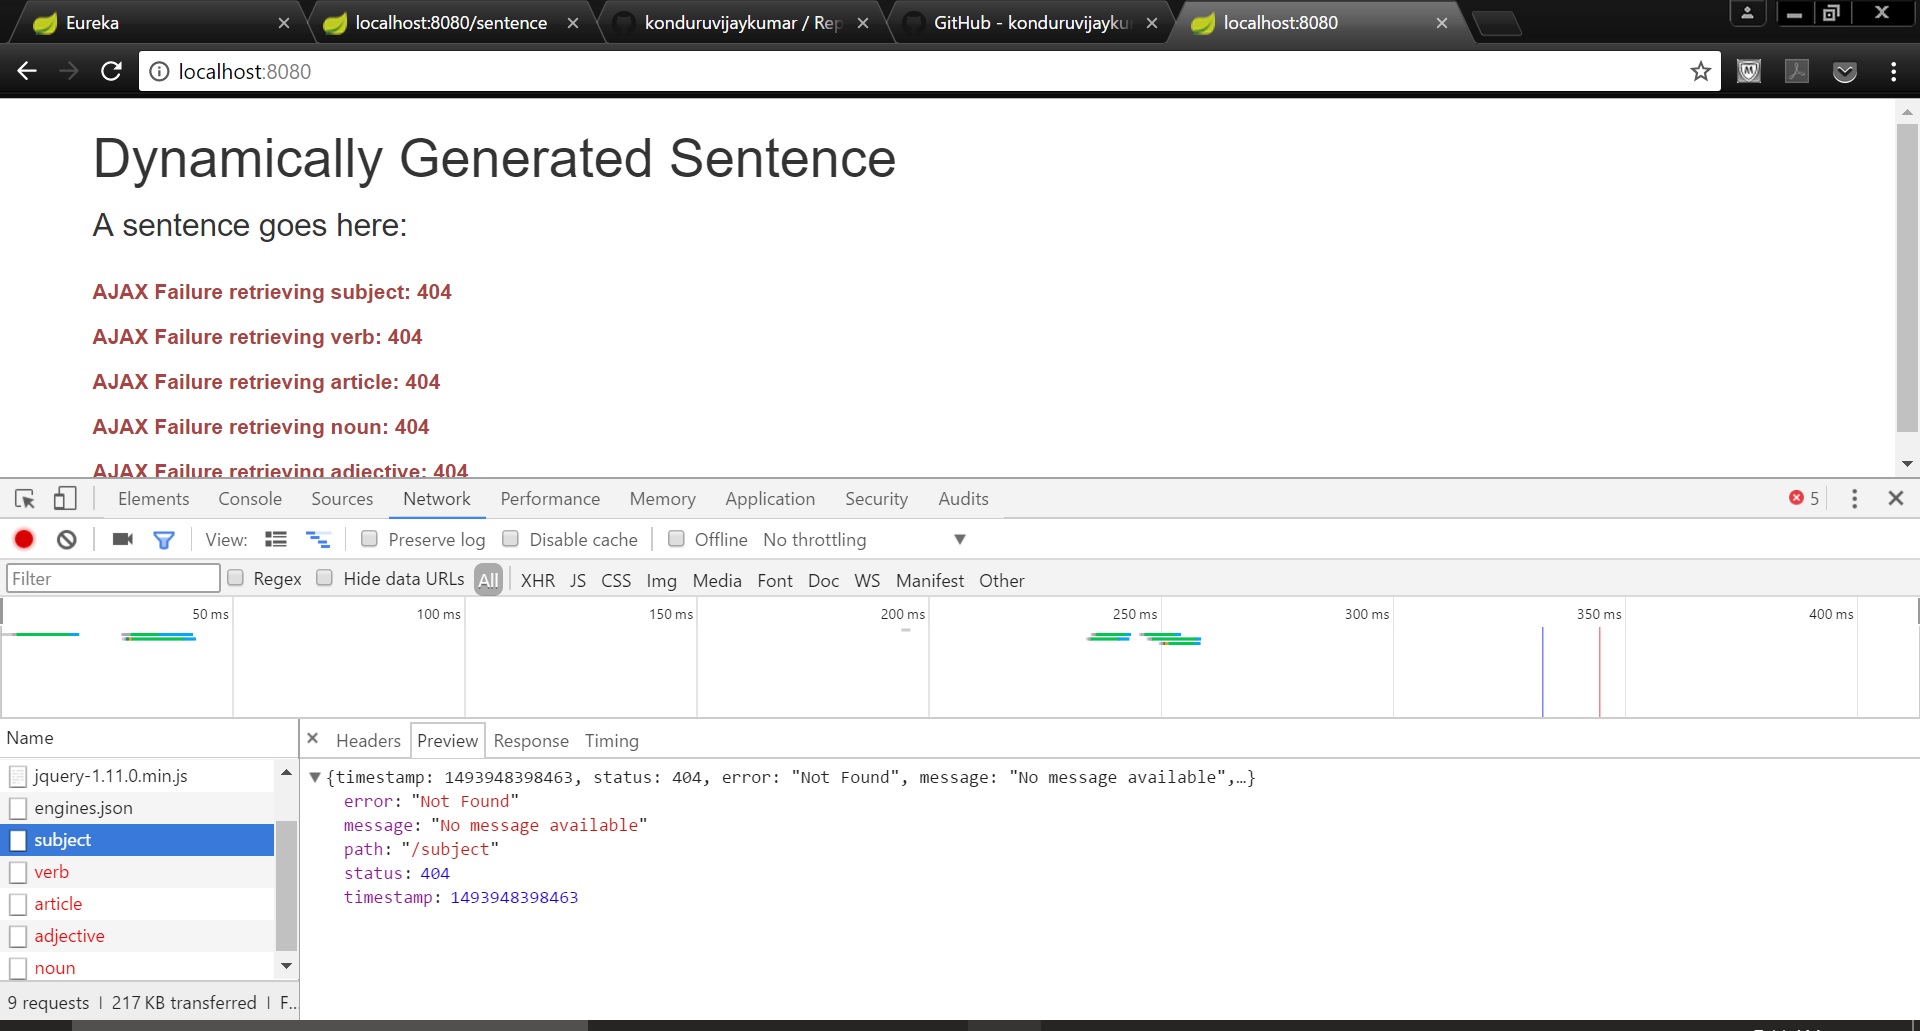 Eureka
localhost:8080/sentence
konduruvijaykumar / Rep
GitHub - konduruvijayku
localhost:8080
localhost:8080
Dynamically Generated Sentence
A sentence goes here:
AJAX Failure retrieving subject: 404
AJAX Failure retrieving verb: 404
AJAX Failure retrieving article: 404
AJAX Failure retrieving noun: 404
AJAX Failure retrieving adjective: 404
Elements Console Sources Network Performance Memory Application Security Audits 5
View: Preserve log Disable cache Offline No throttling
Filter Regex Hide data URLs All XHR JS CSS Img Media Font Doc WS Manifest Other
50 ms 100 ms 150 ms 200 ms 250 ms 300 ms 350 ms 400 ms
Name
Headers Preview Response Timing
jquery-1.11.0.min.js
engines.json
subject
verb
article
adjective
noun
9 requests | 217 KB transferred | F...
{timestamp: 1493948398463, status: 404, error: "Not Found", message: "No message available",…}
error: "Not Found"
message: "No message available"
path: "/subject"
status: 404
timestamp: 1493948398463